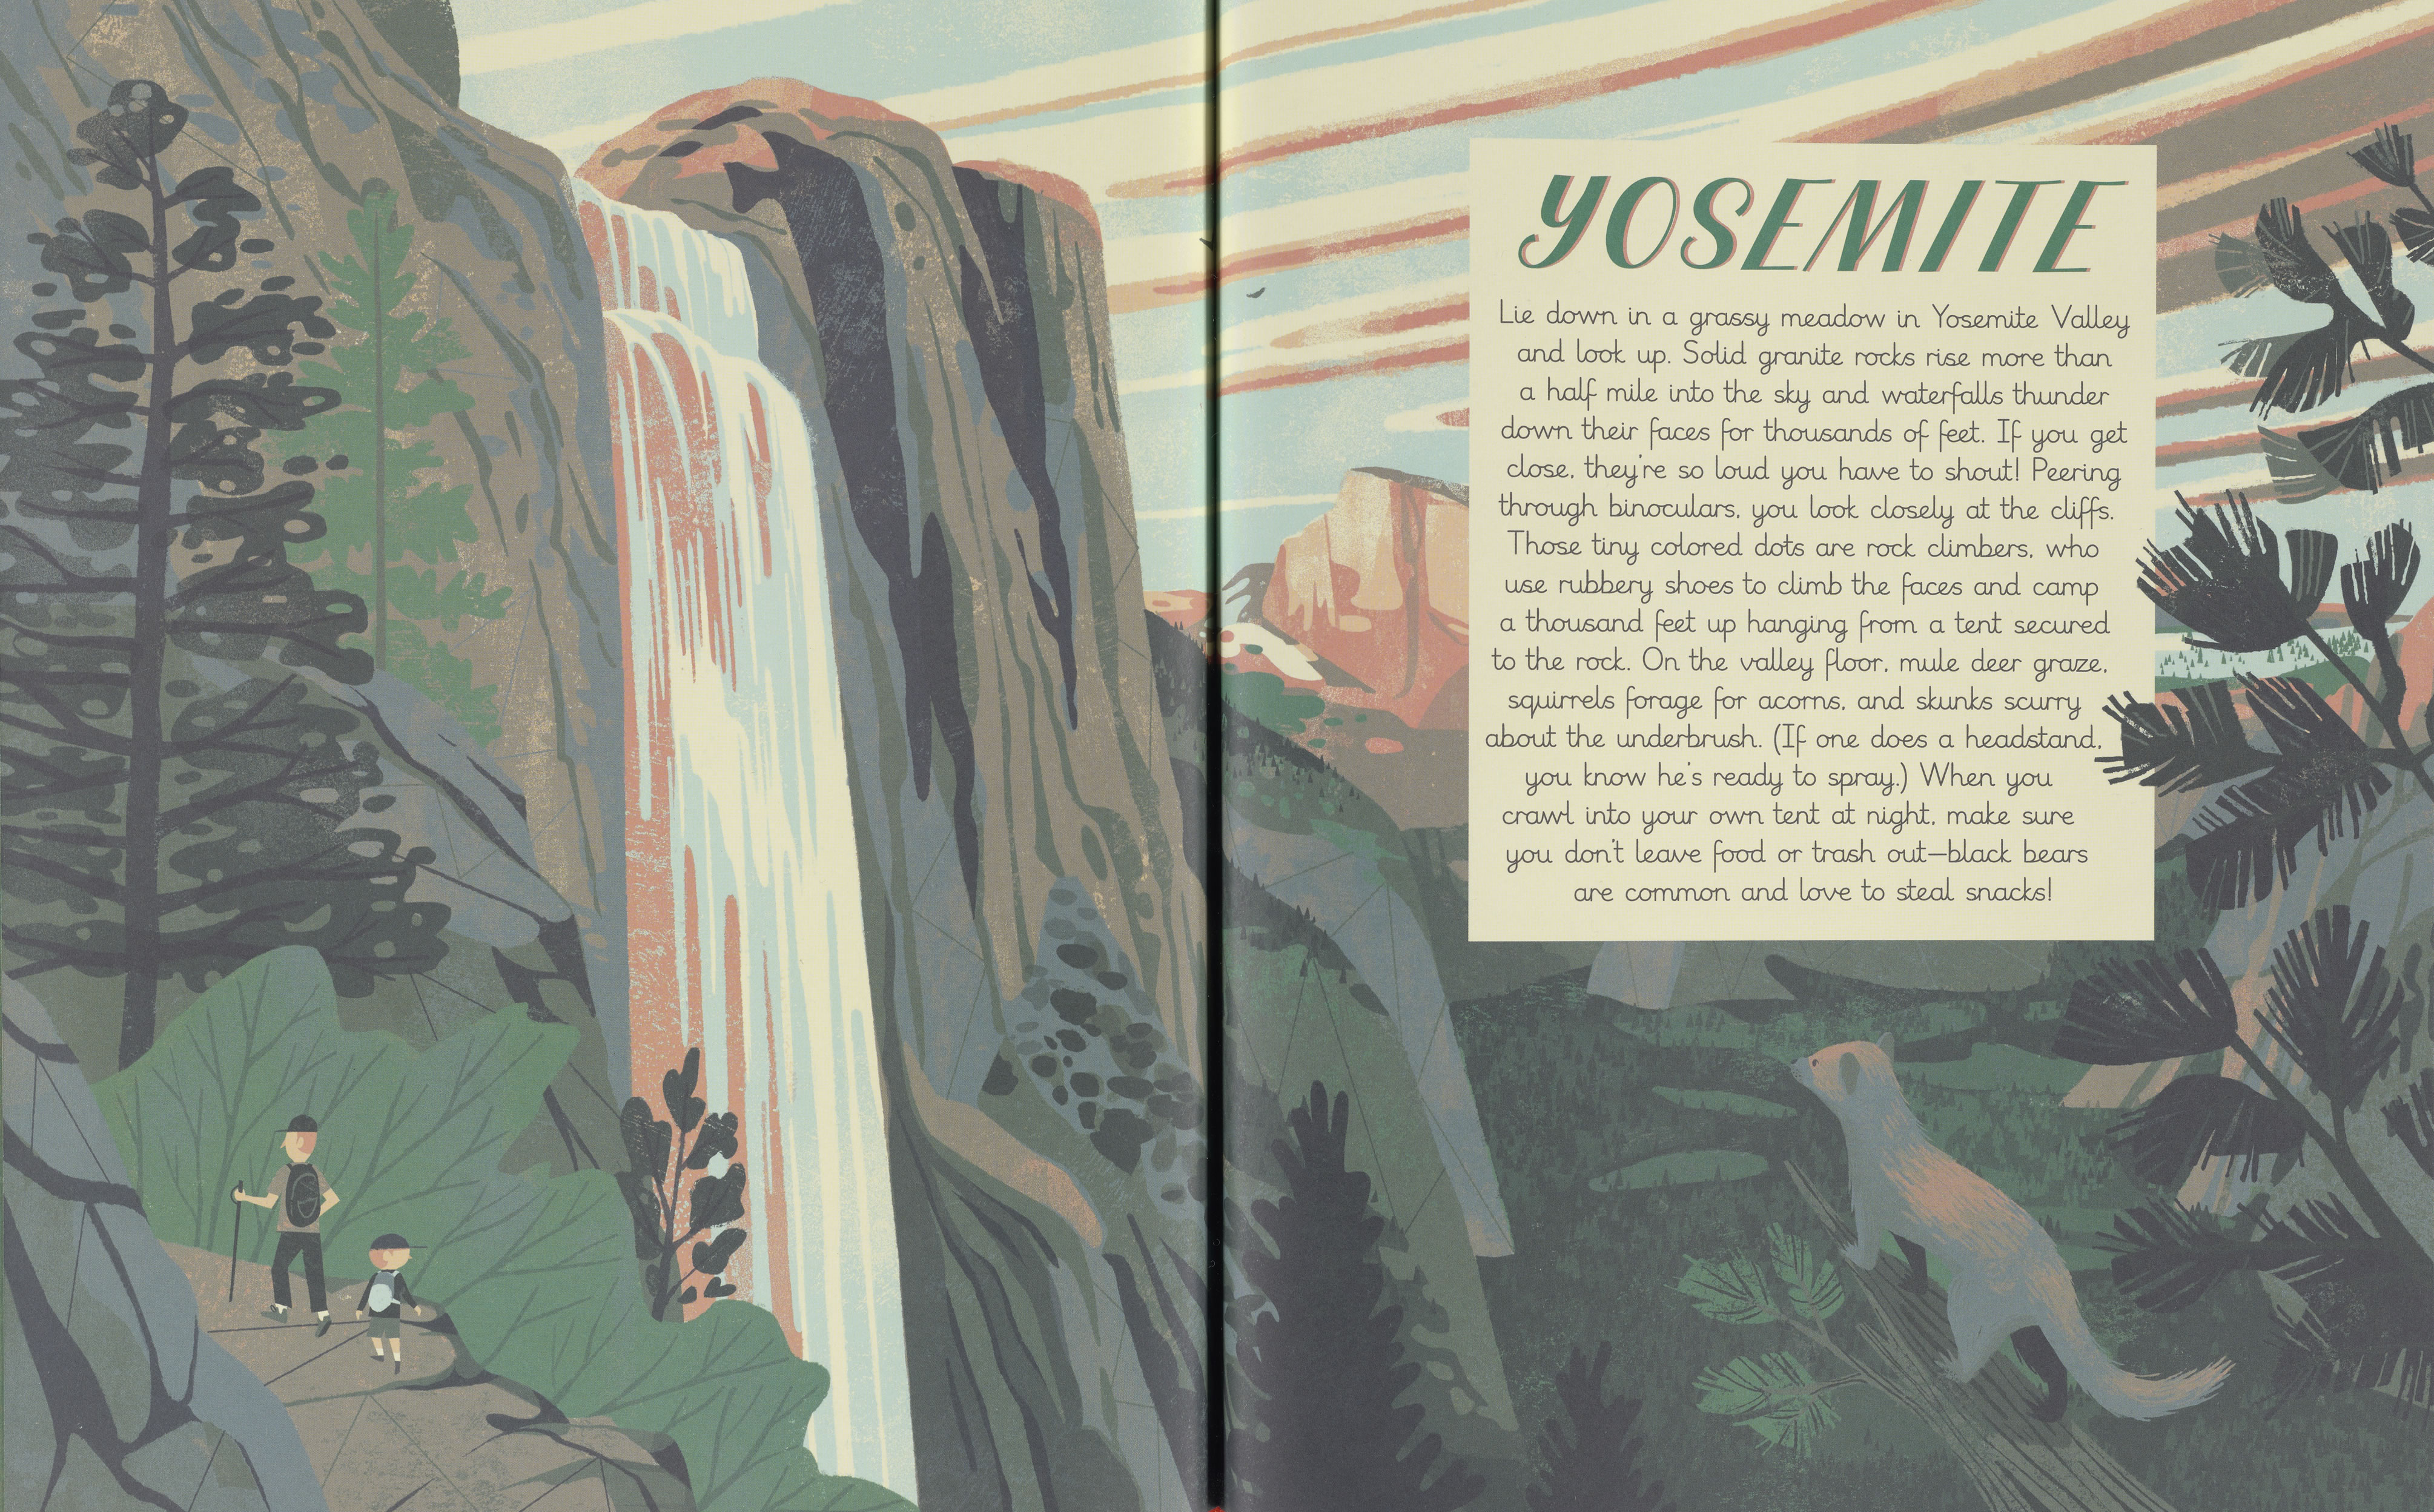 YOSEMITE
Lie down in a grassy meadow in Yosemite Valley
and look up. Solid granite rocks rise more than
a half mile into the sky and waterfalls thunder
down their faces for thousands of feet. If you get
close, they're so loud you have to shout! Peering
through binoculars, you look closely at the cliffs.
Those tiny colored dots are rock climbers, who
use rubbery shoes to climb the faces and camp
a thousand feet up hanging from a tent secured
to the rock. On the valley floor, mule deer graze,
squirrels forage for acorns, and skunks scurry
about the underbrush. (If one does a headstand,
you know he's ready to spray.) When you
crawl into your own tent at night, make sure
you don't leave food or trash out—black bears
are common and love to steal snacks!